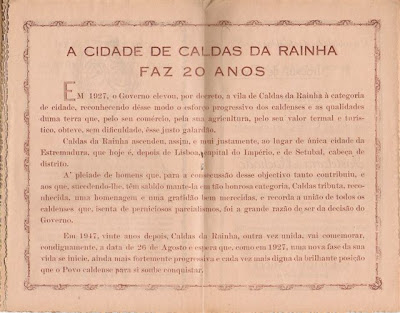 A CIDADE DE CALDAS DA RAINHA
FAZ 20 ANOS
EM 1927, o Governo elevou, por decreto, a vila de Caldas da Rainha à categoria
de cidade, reconhecendo dêsse modo o esforço progressivo dos caldenses e as qualidades
duma terra que, pelo seu comércio, pela sua agricultura, pelo seu valor termal e turís-
tico, obteve, sem dificuldade, êsse justo galardão.
Caldas da Rainha ascendeu, assim, e mui justamente, ao lugar de única cidade da
Estremadura, que hoje é, depois de Lisboa, capital do Império, e de Setubal, cabeça de
distrito.
A' pleiade de homens que, para a consecussão desse objectivo tanto contribuiu, e
aos que, sucedendo-lhe, têm sabido mante-la em tão honrosa categoria, Caldas tributa, reco-
nhecida, uma homenagem e uma gratidão bem merecidas, e recorda a união de todos os
caldenses que, isenta de perniciosos parcialismos, foi a grande razão de ser da decisão do
Governo.
Em 1947, vinte anos depois, Caldas da Rainha, outra vez unida, vai comemorar,
condignamente, a data de 26 de Agosto e espera que, como em 1927, uma nova fase da sua
vida se inicie, ainda mais fortemente progressiva e cada vez mais digna da brilhante posição
que o Povo caldense para si soube conquistar.